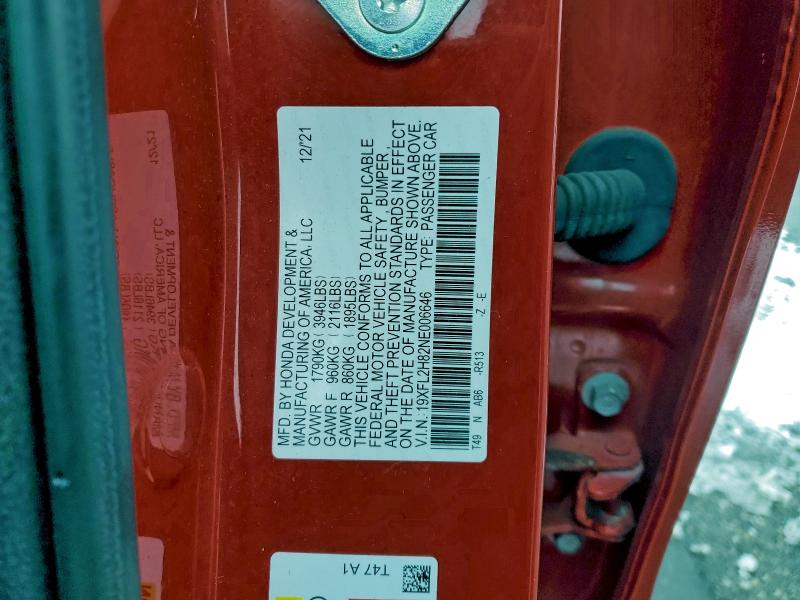 MFD. BY HONDA DEVELOPMENT &
MANUFACTURING OF AMERICA, LLC 12/'21
GVWR 1790KG (3946LBS)
GAWR F 960KG (2116LBS)
GAWR R 860KG (1895LBS)
THIS VEHICLE CONFORMS TO ALL APPLICABLE
FEDERAL MOTOR VEHICLE SAFETY, BUMPER,
AND THEFT PREVENTION STANDARDS IN EFFECT
ON THE DATE OF MANUFACTURE SHOWN ABOVE.
V.I.N.:19XFL2H82NE006646 TYPE: PASSENGER CAR
T49 N AB6 -R513 -Z -E
T47 A1